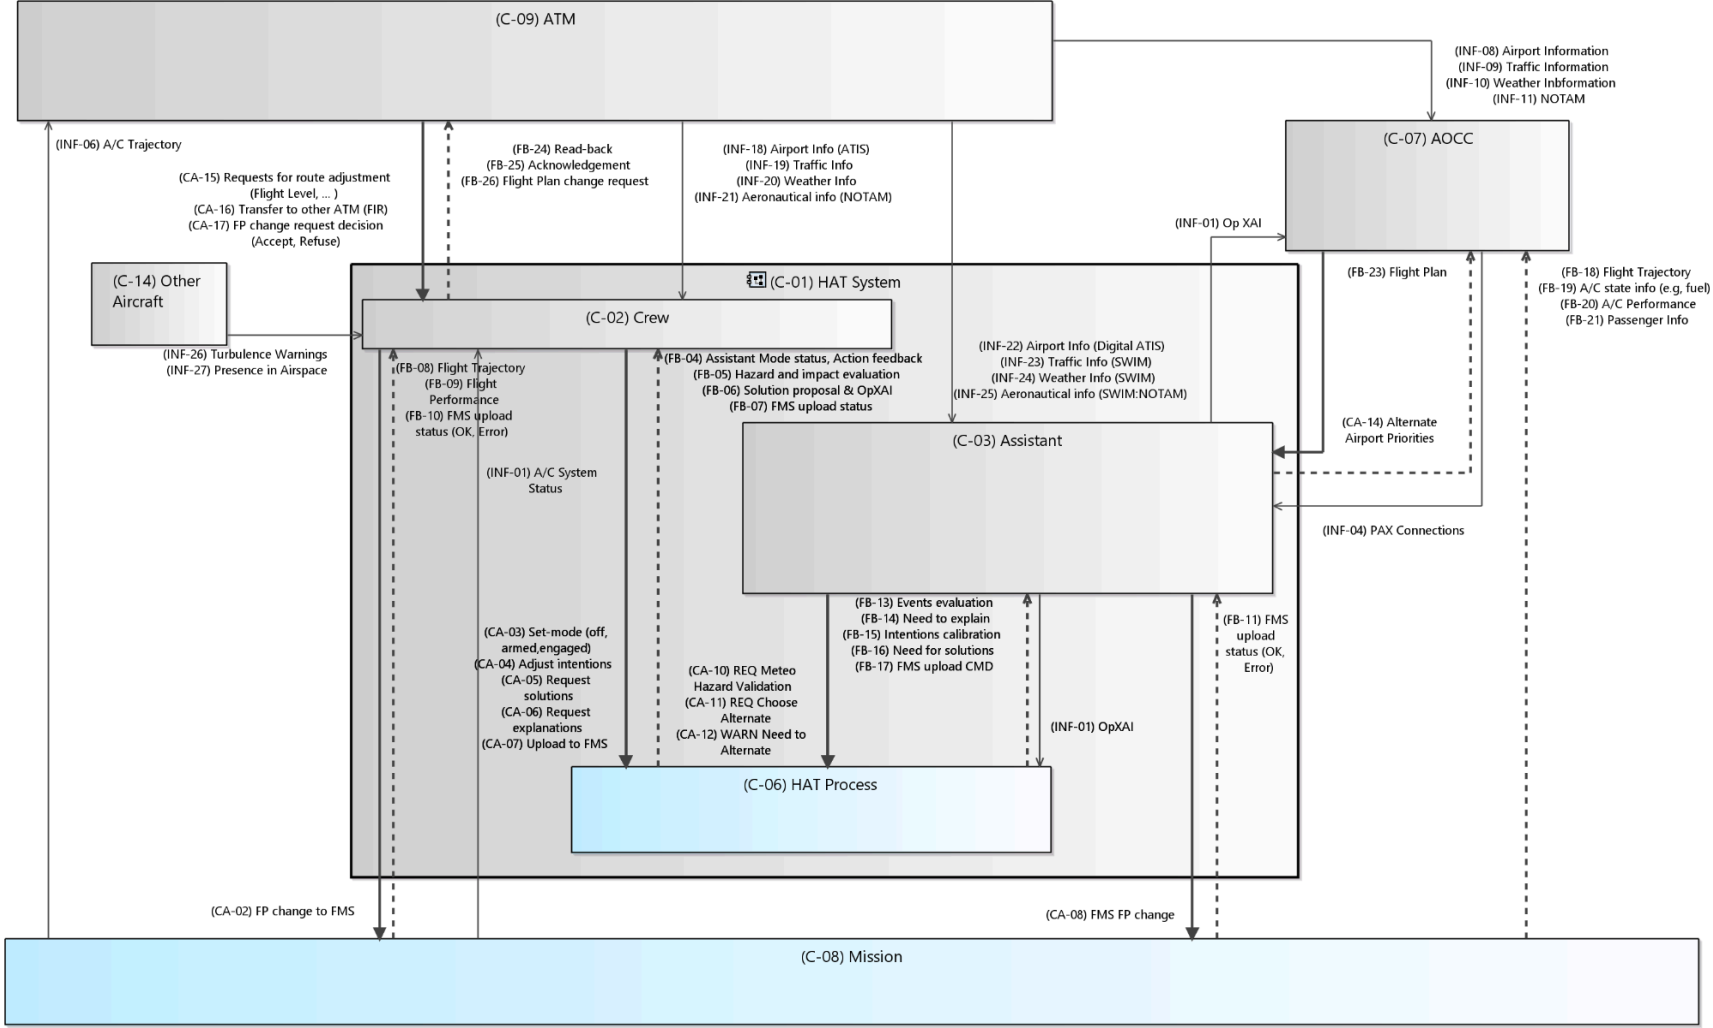 (C-09) ATM
(INF-08) Airport Information
(INF-09) Traffic Information
(INF-10) Weather Inbformation
(INF-11) NOTAM
(C-07) AOCC
(INF-06) A/C Trajectory
(CA-15) Requests for route adjustment
(Flight Level, ... )
(CA-16) Transfer to other ATM (FIR)
(CA-17) FP change request decision
(Accept, Refuse)
(FB-24) Read-back
(FB-25) Acknowledgement
(FB-26) Flight Plan change request
(INF-18) Airport Info (ATIS)
(INF-19) Traffic Info
(INF-20) Weather Info
(INF-21) Aeronautical info (NOTAM)
(INF-01) Op XAI
(C-14) Other
Aircraft
(C-01) HAT System
(FB-23) Flight Plan
(FB-18) Flight Trajectory
(FB-19) A/C state info (e.g, fuel)
(FB-20) A/C Performance
(FB-21) Passenger Info
(C-02) Crew
(INF-26) Turbulence Warnings
(INF-27) Presence in Airspace
(FB-08) Flight Trajectory
(FB-09) Flight
Performance
(FB-10) FMS upload
status (OK, Error)
(FB-04) Assistant Mode status, Action feedback
(FB-05) Hazard and impact evaluation
(FB-06) Solution proposal & OpXAI
(FB-07) FMS upload status
(INF-22) Airport Info (Digital ATIS)
(INF-23) Traffic Info (SWIM)
(INF-24) Weather Info (SWIM)
(INF-25) Aeronautical info (SWIM:NOTAM)
(C-03) Assistant
(CA-14) Alternate
Airport Priorities
(INF-01) A/C System
Status
(INF-04) PAX Connections
(FB-13) Events evaluation
(FB-14) Need to explain
(FB-15) Intentions calibration
(FB-16) Need for solutions
(FB-17) FMS upload CMD
(FB-11) FMS
upload
status (OK,
Error)
(CA-03) Set-mode (off,
armed,engaged)
(CA-04) Adjust intentions
(CA-05) Request
solutions
(CA-06) Request
explanations
(CA-07) Upload to FMS
(CA-10) REQ Meteo
Hazard Validation
(CA-11) REQ Choose
Alternate
(CA-12) WARN Need to
Alternate
(INF-01) OpXAI
(C-06) HAT Process
(CA-02) FP change to FMS
(CA-08) FMS FP change
(C-08) Mission